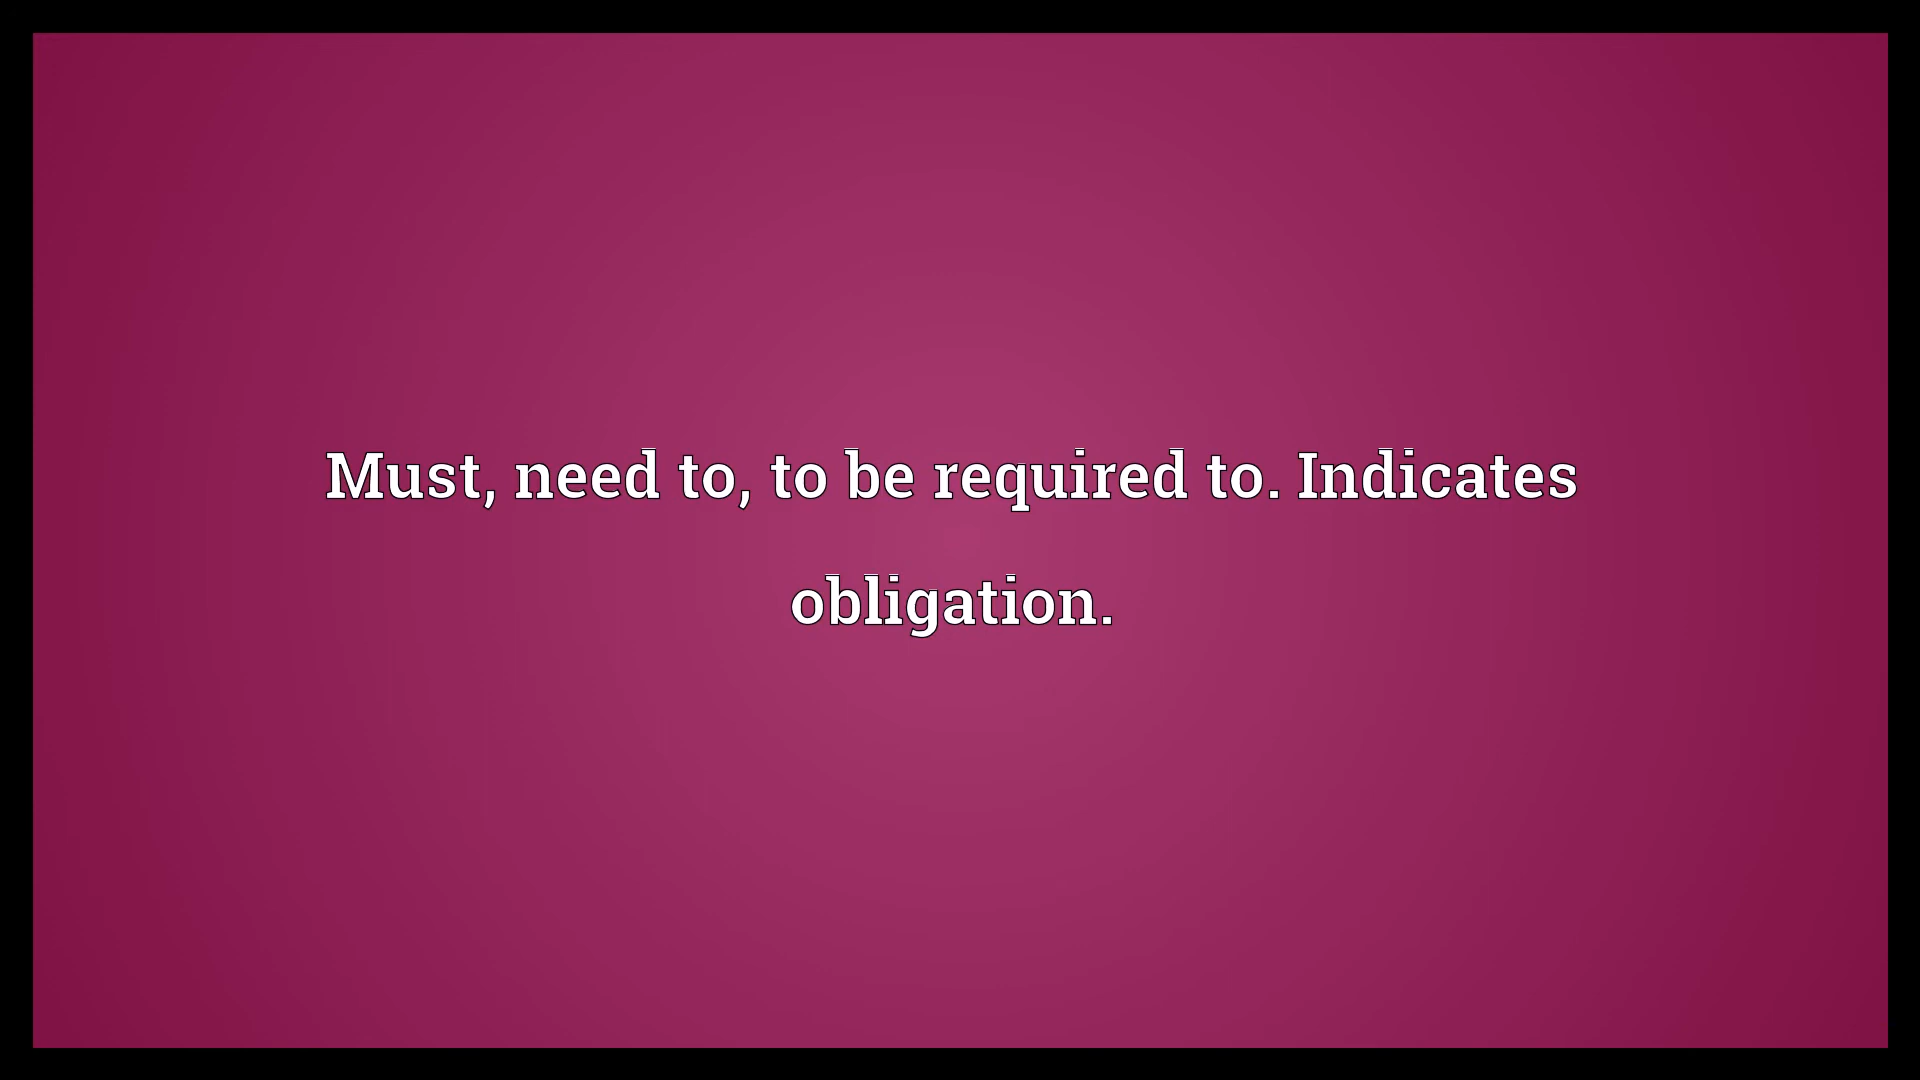 Must, need to, to be required to. Indicates
obligation.